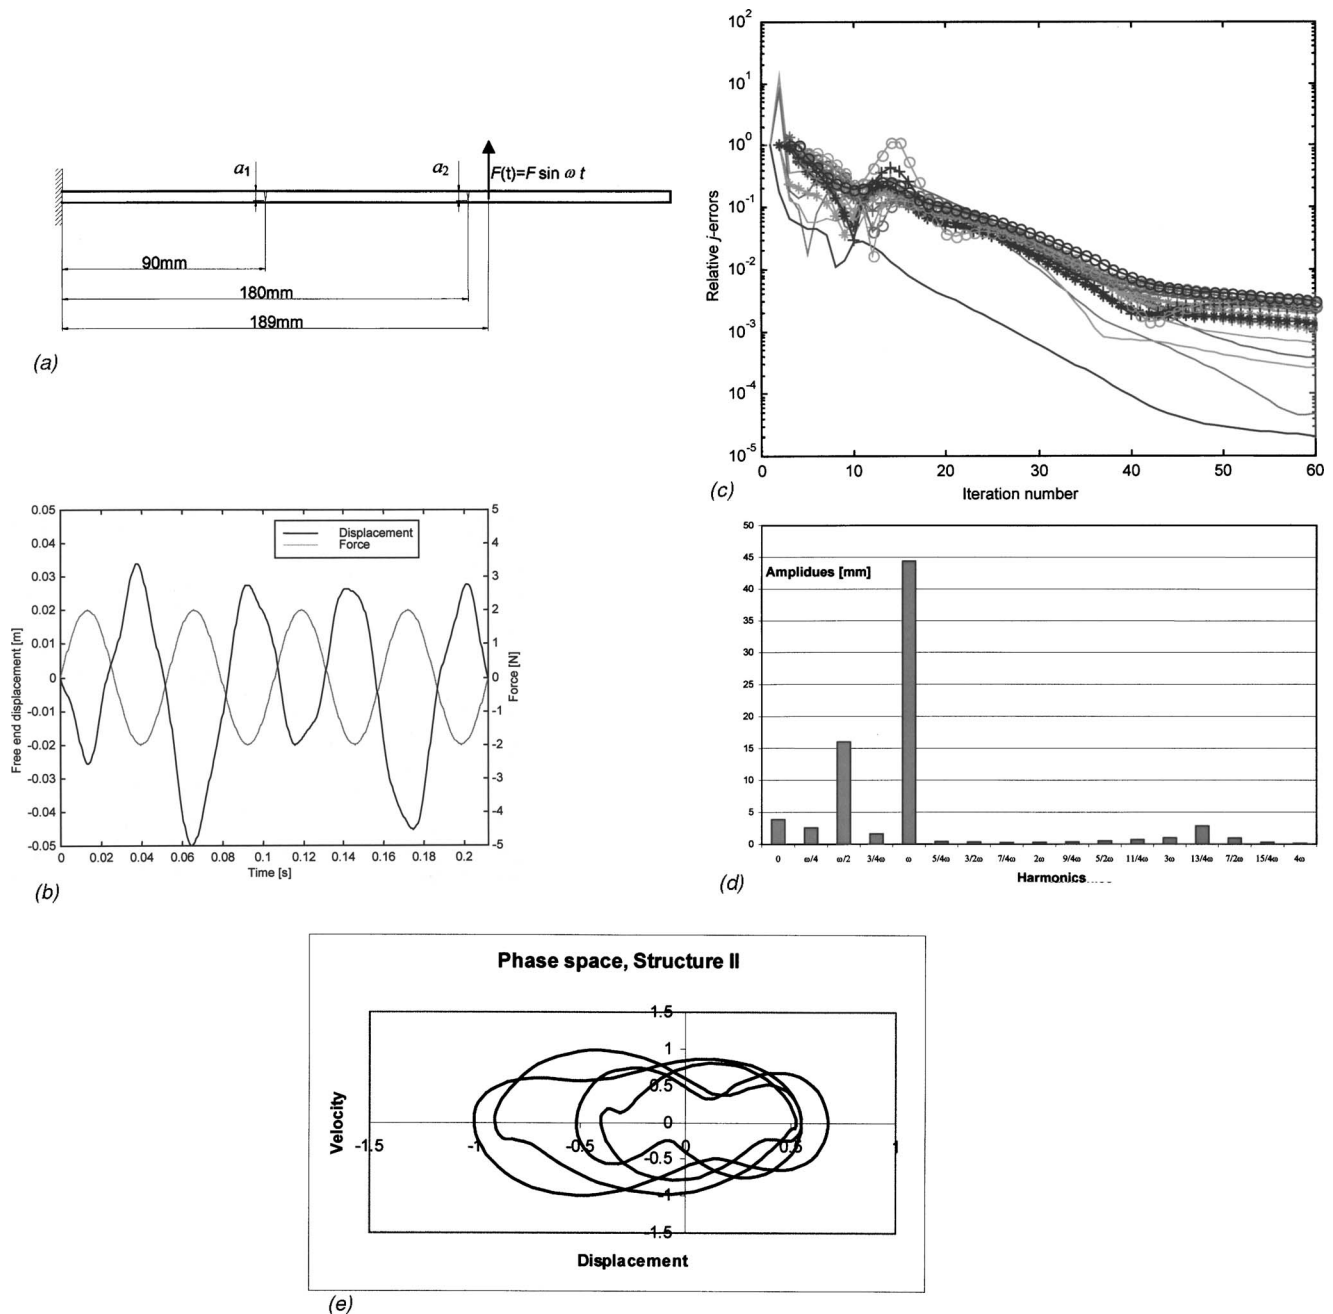 a1
a2
F(t)=F sin ω t
90mm
180mm
189mm
(a)
10^2
10^1
10^0
10^-1
10^-2
10^-3
10^-4
10^-5
Relative j-errors
0 10 20 30 40 50 60
Iteration number
(c)
0.05
0.04
0.03
0.02
0.01
0
-0.01
-0.02
-0.03
-0.04
-0.05
Free end displacement [m]
Displacement
Force
5
4
3
2
1
0
-1
-2
-3
-4
-5
Force [N]
0 0.02 0.04 0.06 0.08 0.1 0.12 0.14 0.16 0.18 0.2
Time [s]
(b)
50
45
40
35
30
25
20
15
10
5
0
Amplidues [mm]
0 ω/4 ω/2 3/4ω ω 5/4ω 3/2ω 7/4ω 2ω 9/4ω 5/2ω 11/4ω 3ω 13/4ω 7/2ω 15/4ω 4ω
Harmonics
(d)
Phase space, Structure II
1.5
1
0.5
0
-0.5
-1
-1.5
Velocity
-1.5 -1 -0.5 0 0.5 1
Displacement
(e)